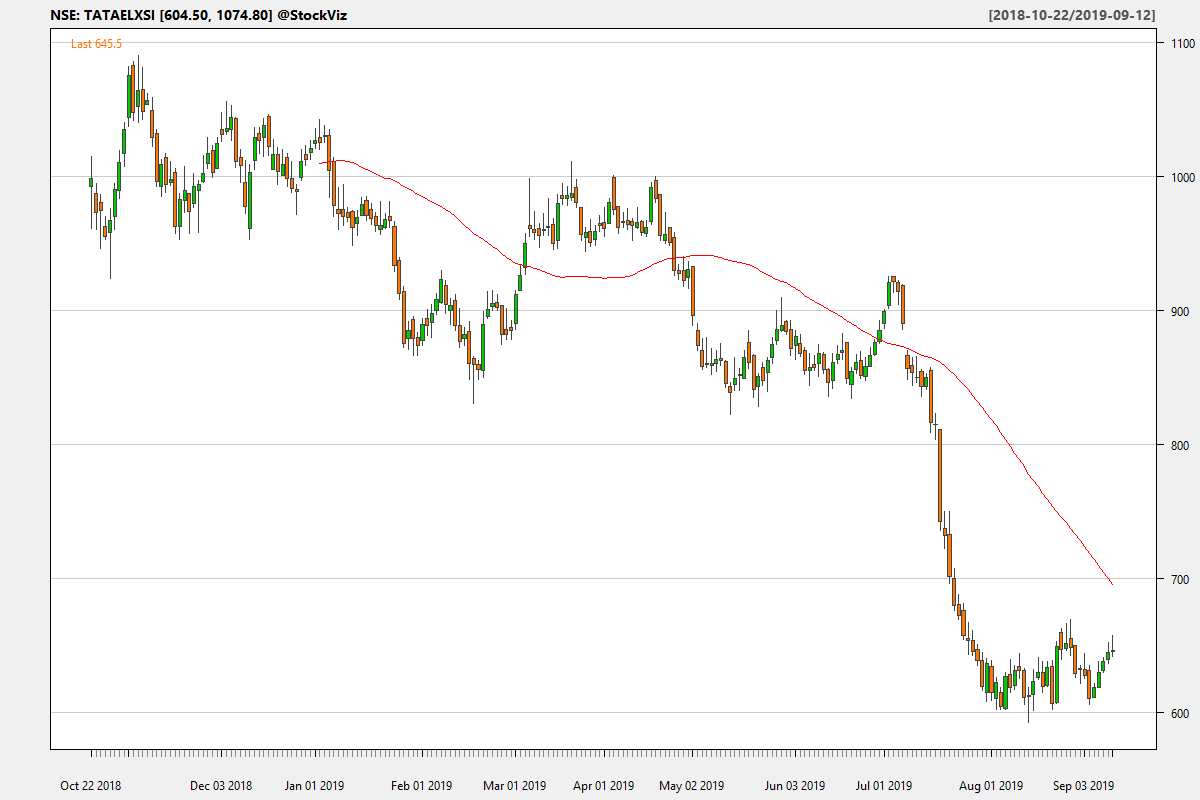 NSE: TATAELXSI [604.50, 1074.80] @StockViz [2018-10-22/2019-09-12]
Last 645.5
1100
1000
900
800
700
600
Oct 22 2018 Dec 03 2018 Jan 01 2019 Feb 01 2019 Mar 01 2019 Apr 01 2019 May 02 2019 Jun 03 2019 Jul 01 2019 Aug 01 2019 Sep 03 2019